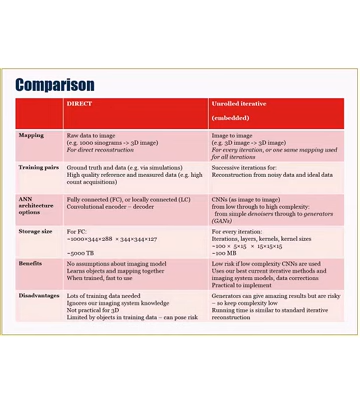 Comparison
DIRECT
Unrolled iterative
(embedded)
Mapping
Raw data to image
(e.g. 1000 sinograms -> 3D image)
For direct reconstruction
Image to image
(e.g. 3D image -> 3D image)
For every iteration, or one same mapping used
for all iterations
Training pairs
Ground truth and data (e.g. via simulations)
High quality reference and measured data (e.g. high
count acquisitions)
Successive iterations for:
Reconstruction from noisy data and ideal data
ANN
architecture
options
Fully connected (FC), or locally connected (LC)
Convolutional encoder – decoder
CNNs (as image to image)
from low through to high complexity:
from simple denoisers through to generators
(GANs)
Storage size
For FC:
~1000×344×288 × 344×344×127
~5000 TB
For every iteration:
Iterations, layers, kernels, kernel sizes
~100 × 5×15 × 15×15×15
~100 MB
Benefits
No assumptions about imaging model
Learns objects and mapping together
When trained, fast to use
Low risk if low complexity CNNs are used
Uses our best current iterative methods and
imaging system models, data corrections
Practical to implement
Disadvantages
Lots of training data needed
Ignores our imaging system knowledge
Not practical for 3D
Limited by objects in training data – can pose risk
Generators can give amazing results but are risky
– so keep complexity low
Running time is similar to standard iterative
reconstruction